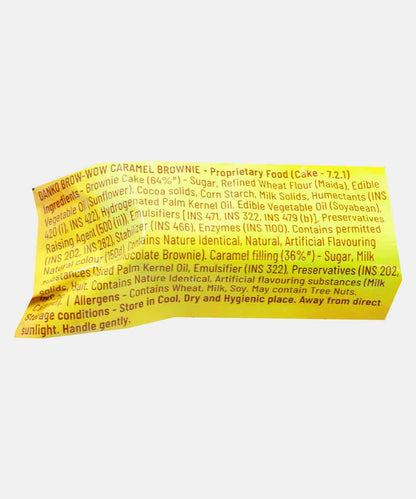 DANKO BROW-WOW CARAMEL BROWNIE - Proprietary Food (Cake - 7.2.1)
Ingredients - Brownie Cake (64%#) - Sugar, Refined Wheat Flour (Maida), Edible
Vegetable Oil (Sunflower), Cocoa solids, Corn Starch, Milk Solids, Humectants (INS
420 (i), INS 422), Hydrogenated Palm Kernel Oil, Edible Vegetable Oil (Soyabean),
Raising Agent (500 (ii)), Emulsifiers [INS 471, INS 322, INS 479 (b)], Preservatives
(INS 202, INS 282), Stabilizer (INS 466), Enzymes (INS 1100). Contains permitted
Natural colour (150d). Contains Nature Identical, Natural, Artificial Flavouring
substances (Chocolate Brownie). Caramel filling (36%#) - Sugar, Milk
Solids, Palm Kernel Oil, Emulsifier (INS 322), Preservatives (INS 202,
Contains Nature Identical, Artificial flavouring substances (Milk
( Allergens - Contains Wheat, Milk, Soy. May contain Tree Nuts.
Storage conditions - Store in Cool, Dry and Hygienic place. Away from direct
sunlight. Handle gently.